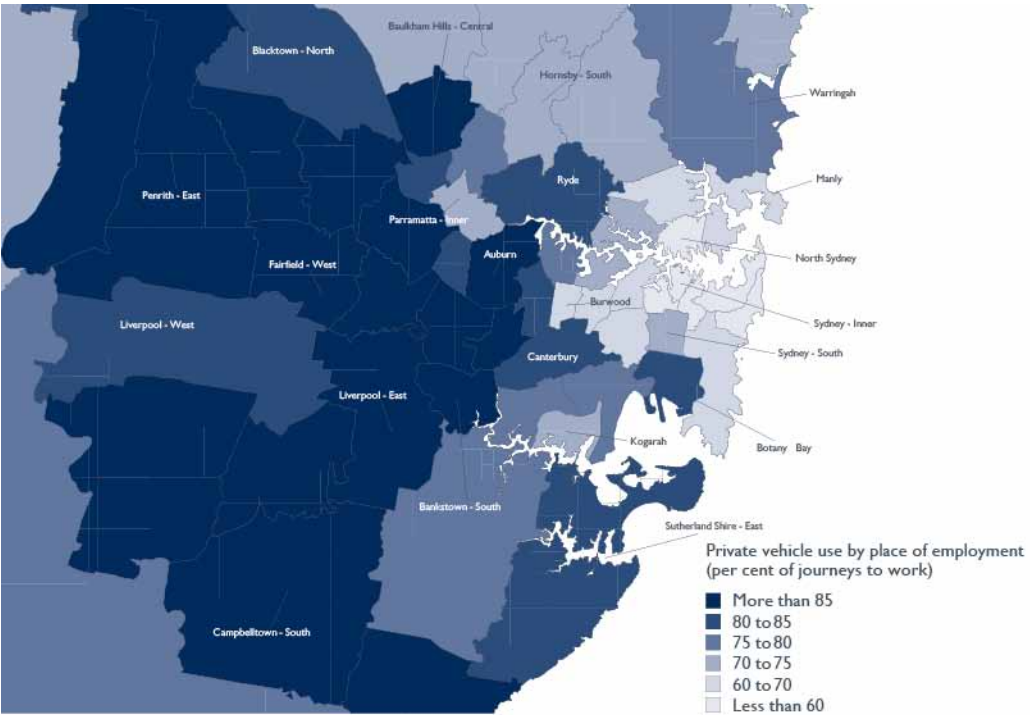 Baulkham Hills - Central
Blacktown - North
Hornsby - South
Warringah
Ryde
Manly
Penrith - East
Parramatta - Inner
Auburn
North Sydney
Fairfield - West
Burwood
Liverpool - West
Sydney - Inner
Canterbury
Sydney - South
Liverpool - East
Kogarah
Botany Bay
Bankstown - South
Sutherland Shire - East
Private vehicle use by place of employment
(per cent of journeys to work)
More than 85
80 to 85
75 to 80
Campbelltown - South
70 to 75
60 to 70
Less than 60